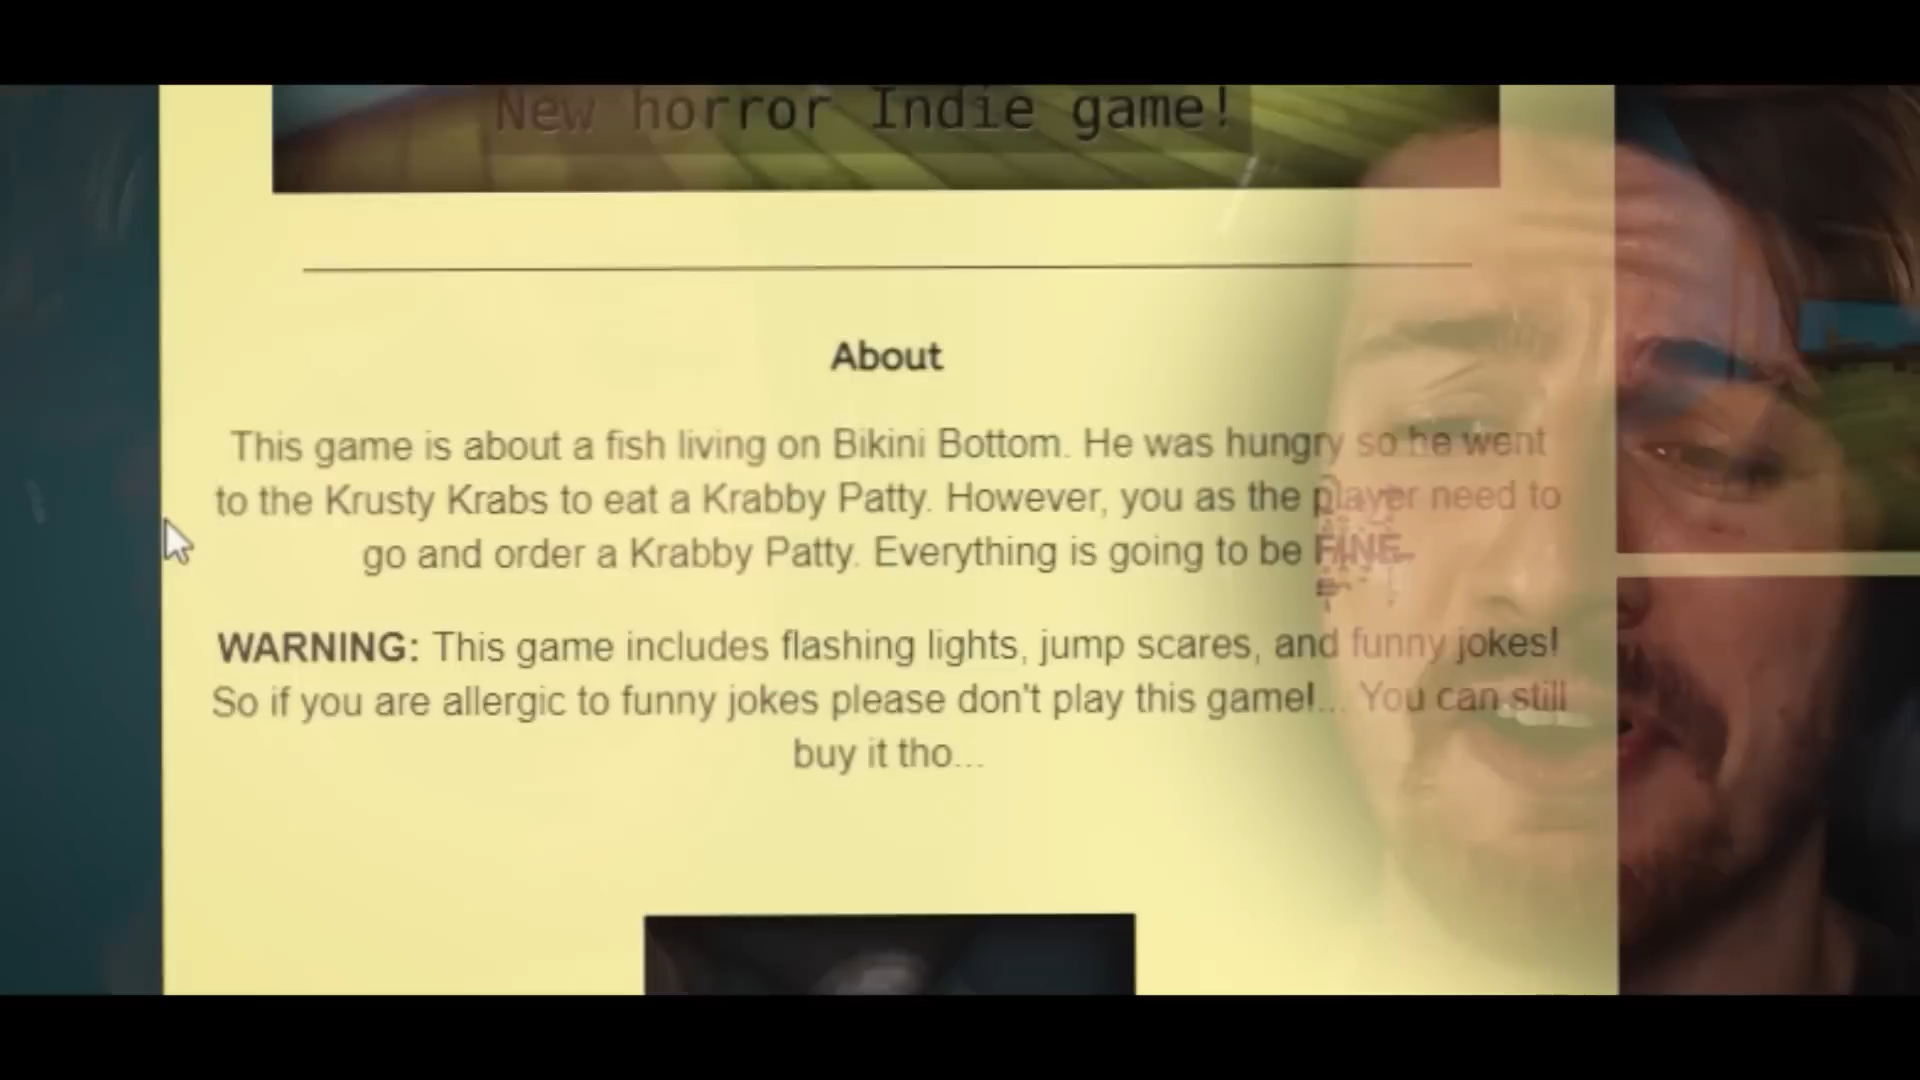 New horror Indie game!
About
This game is about a fish living on Bikini Bottom. He was hungry so he went
to the Krusty Krabs to eat a Krabby Patty. However, you as the player need to
go and order a Krabby Patty. Everything is going to be FINE.
WARNING: This game includes flashing lights, jump scares, and funny jokes!
So if you are allergic to funny jokes please don't play this game!... You can still
buy it tho...